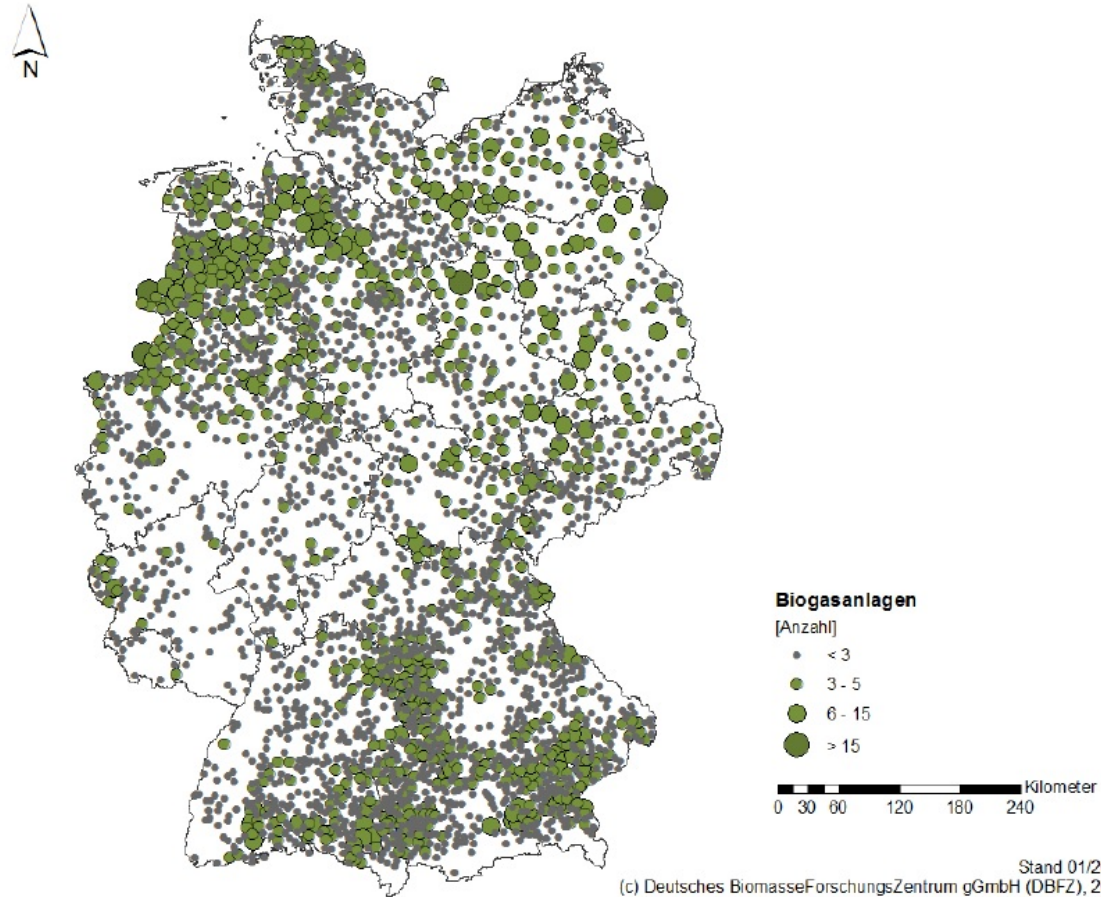 N
Biogasanlagen
[Anzahl]
< 3
3 - 5
6 - 15
> 15
Kilometer
0 30 60 120 180 240
Stand 01/2
(c) Deutsches BiomasseForschungsZentrum gGmbH (DBFZ), 2